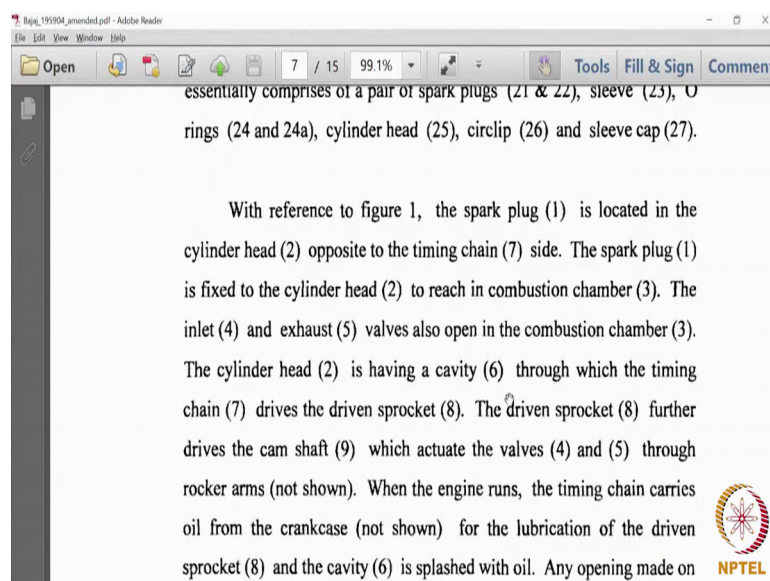 Bajaj_195904_amended.pdf - Adobe Reader
File Edit View Window Help
Open 7 / 15 99.1% Tools Fill & Sign Commen
essentially comprises of a pair of spark plugs (21 & 22), sleeve (23), O
rings (24 and 24a), cylinder head (25), circlip (26) and sleeve cap (27).
With reference to figure 1, the spark plug (1) is located in the
cylinder head (2) opposite to the timing chain (7) side. The spark plug (1)
is fixed to the cylinder head (2) to reach in combustion chamber (3). The
inlet (4) and exhaust (5) valves also open in the combustion chamber (3).
The cylinder head (2) is having a cavity (6) through which the timing
chain (7) drives the driven sprocket (8). The driven sprocket (8) further
drives the cam shaft (9) which actuate the valves (4) and (5) through
rocker arms (not shown). When the engine runs, the timing chain carries
oil from the crankcase (not shown) for the lubrication of the driven
sprocket (8) and the cavity (6) is splashed with oil. Any opening made on
NPTEL